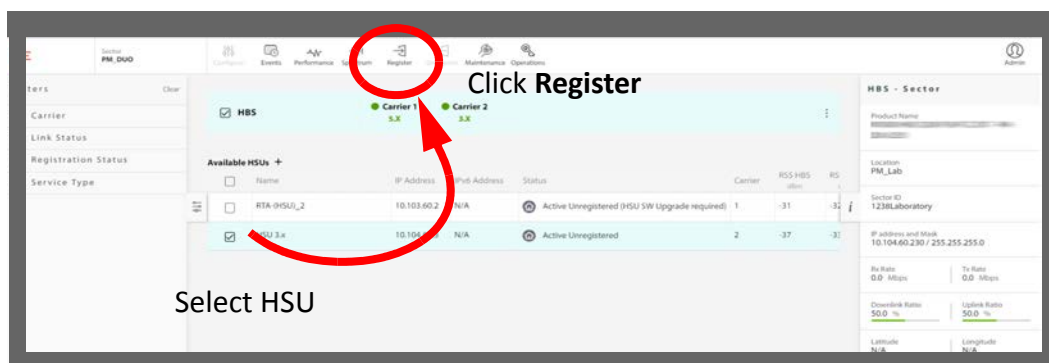 Sector
PM_DUO
Configure Events Performance Spectrum Register Maintenance Operations
Admin
Click Register
ters Clear
Carrier
Link Status
Registration Status
Service Type
HBS
Carrier 1 Carrier 2
5.X 3.X
Available HSUs +
Name IP Address IPv6 Address Status Carrier RSS HBS RS
dBm
RTA-(HSU)_2 10.103.60.2 N/A Active Unregistered (HSU SW Upgrade required) 1 -31
HSU 3.x N/A Active Unregistered 2 -37
Select HSU
HBS - Sector
Product Name
Location
PM_Lab
Sector ID
1238Laboratory
IP address and Mask
10.104.60.230 / 255.255.255.0
Rx Rate Tx Rate
0.0 Mbps 0.0 Mbps
Downlink Ratio Uplink Ratio
50.0 % 50.0 %
Latitude Longitude
N/A N/A